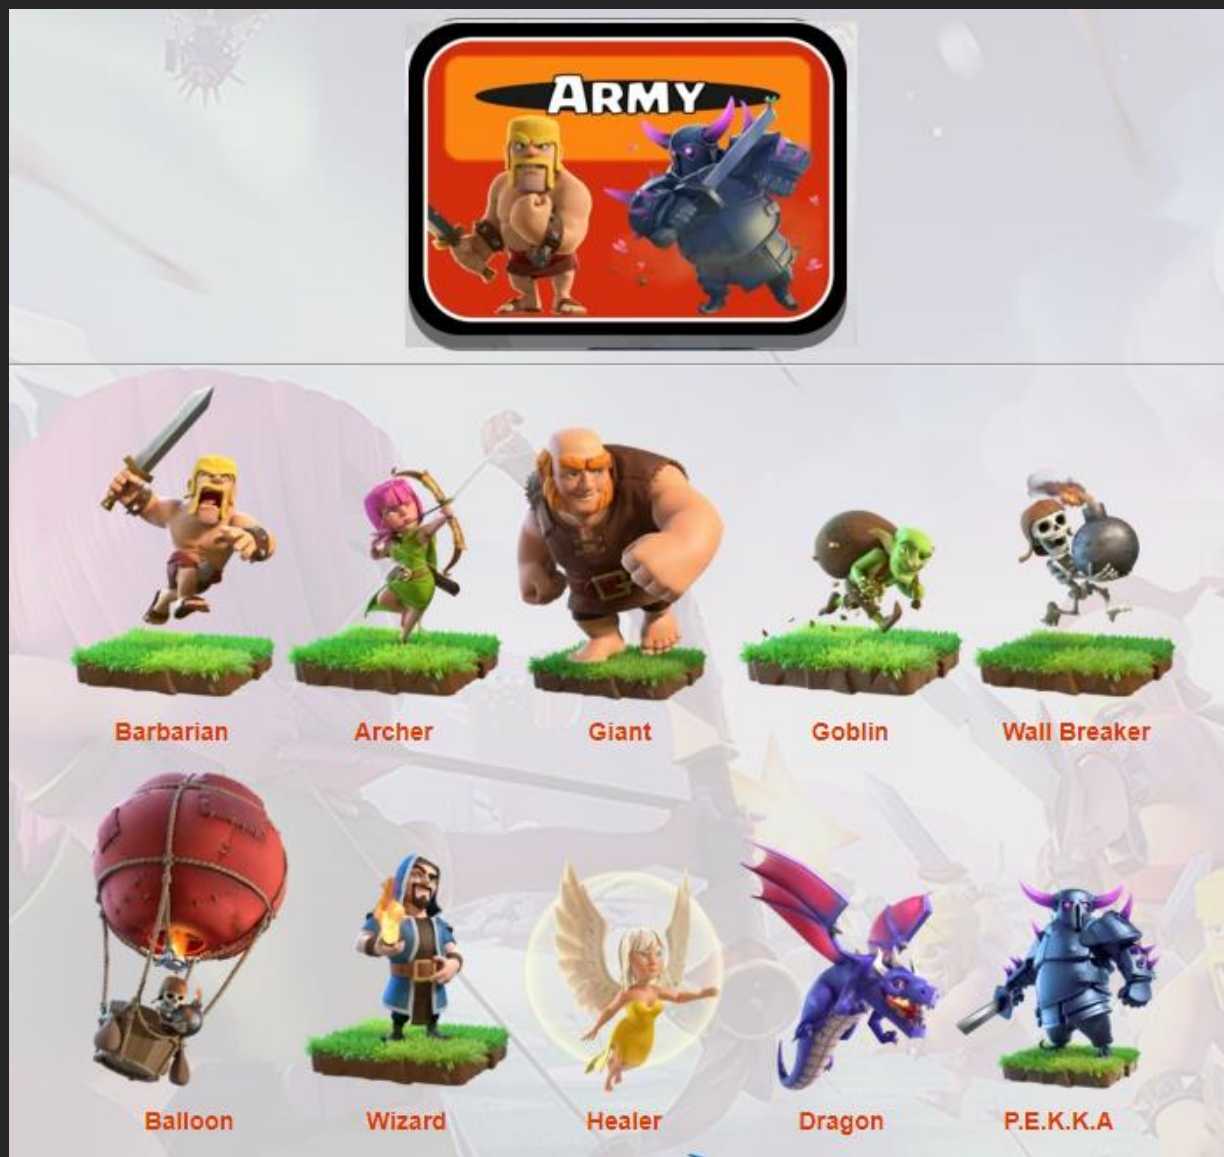 ARMY
Barbarian
Archer
Giant
Goblin
Wall Breaker
Balloon
Wizard
Healer
Dragon
P.E.K.K.A